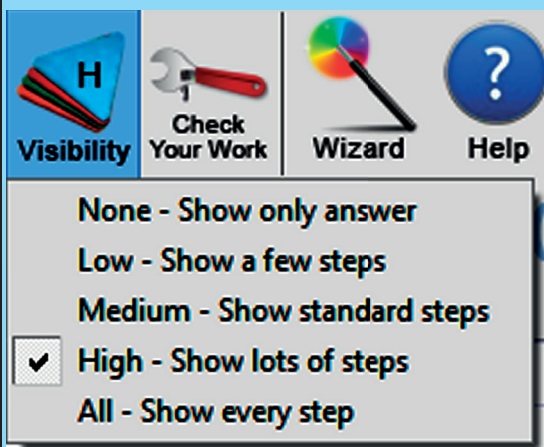 H
?
Visibility
Check
Your Work
Wizard
Help
None - Show only answer
Low - Show a few steps
Medium - Show standard steps
High - Show lots of steps
All - Show every step